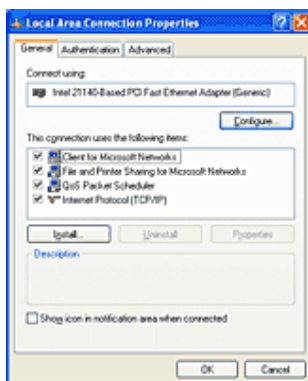 Local Area Connection Properties
General Authentication Advanced
Connect using:
Intel 21140-Based PCI Fast Ethernet Adapter (Generic)
Configure...
This connection uses the following items:
Client for Microsoft Networks
File and Printer Sharing for Microsoft Networks
QoS Packet Scheduler
Internet Protocol (TCP/IP)
Install... Uninstall Properties
Description
Show icon in notification area when connected
OK Cancel